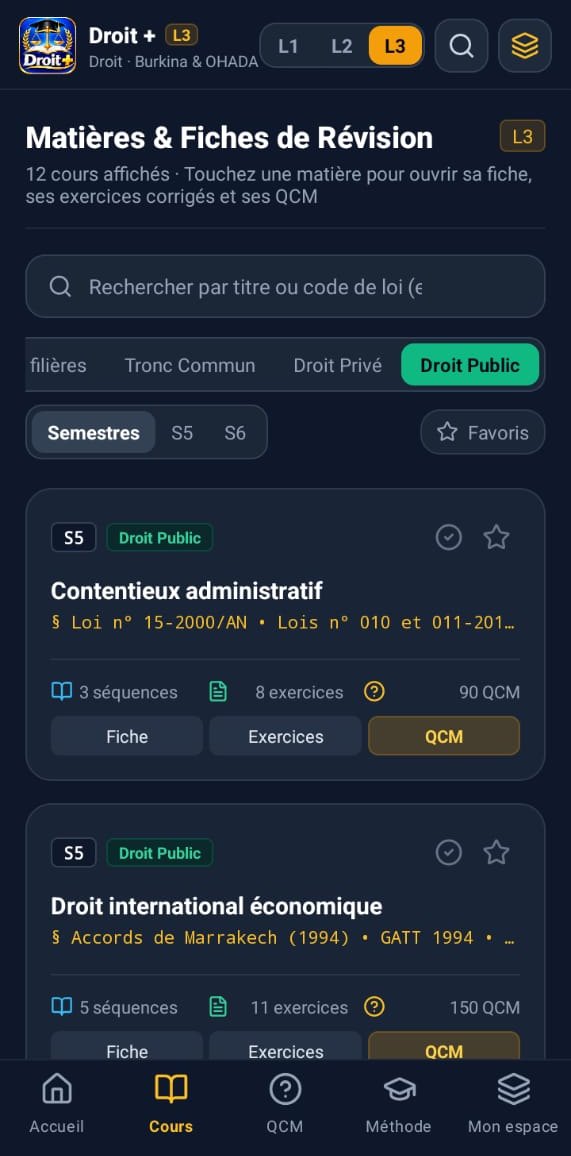 Droit+
Droit + L3
Droit · Burkina & OHADA
L1 L2 L3
Matières & Fiches de Révision L3
12 cours affichés · Touchez une matière pour ouvrir sa fiche,
ses exercices corrigés et ses QCM
Rechercher par titre ou code de loi (e
filières Tronc Commun Droit Privé Droit Public
Semestres S5 S6 Favoris
S5 Droit Public
Contentieux administratif
§ Loi n° 15-2000/AN • Lois n° 010 et 011-201…
3 séquences 8 exercices 90 QCM
Fiche Exercices QCM
S5 Droit Public
Droit international économique
§ Accords de Marrakech (1994) • GATT 1994 • …
5 séquences 11 exercices 150 QCM
Fiche Exercices QCM
Accueil Cours QCM Méthode Mon espace